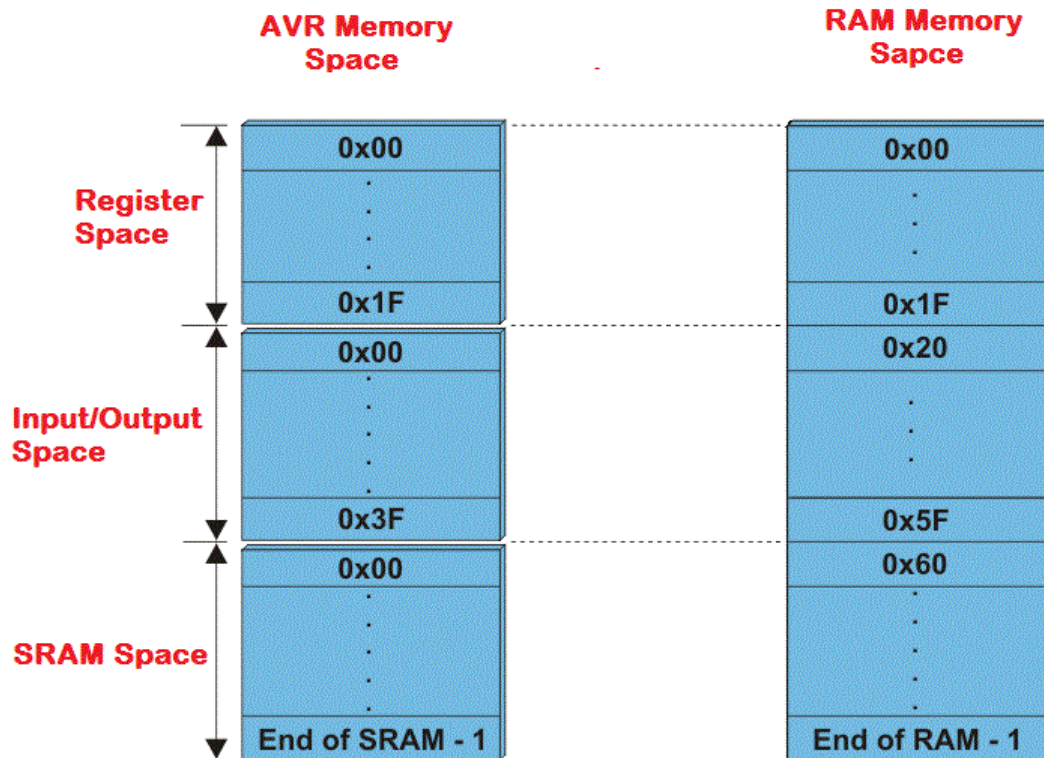 AVR Memory
Space
RAM Memory
Sapce
Register
Space
0x00
0x1F
0x00
0x1F
Input/Output
Space
0x00
0x3F
0x20
0x5F
SRAM Space
0x00
End of SRAM - 1
0x60
End of RAM - 1